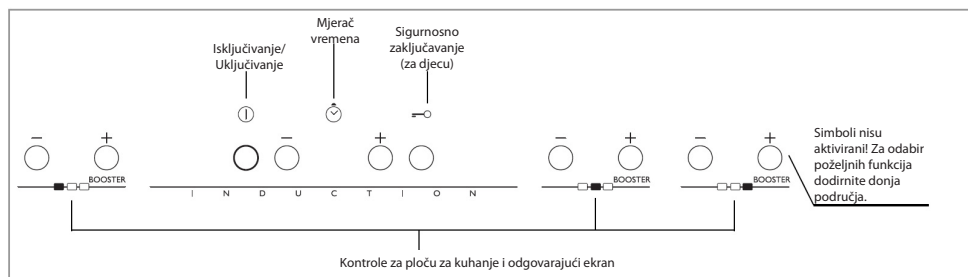 Mjerač
vremena
Isključivanje/
Uključivanje
Sigurnosno
zaključavanje
(za djecu)
− + − + − + − +
Simboli nisu
aktivirani! Za odabir
poželjnih funkcija
dodirnite donja
područja.
BOOSTER BOOSTER BOOSTER
I N D U C T I O N
Kontrole za ploču za kuhanje i odgovarajući ekran